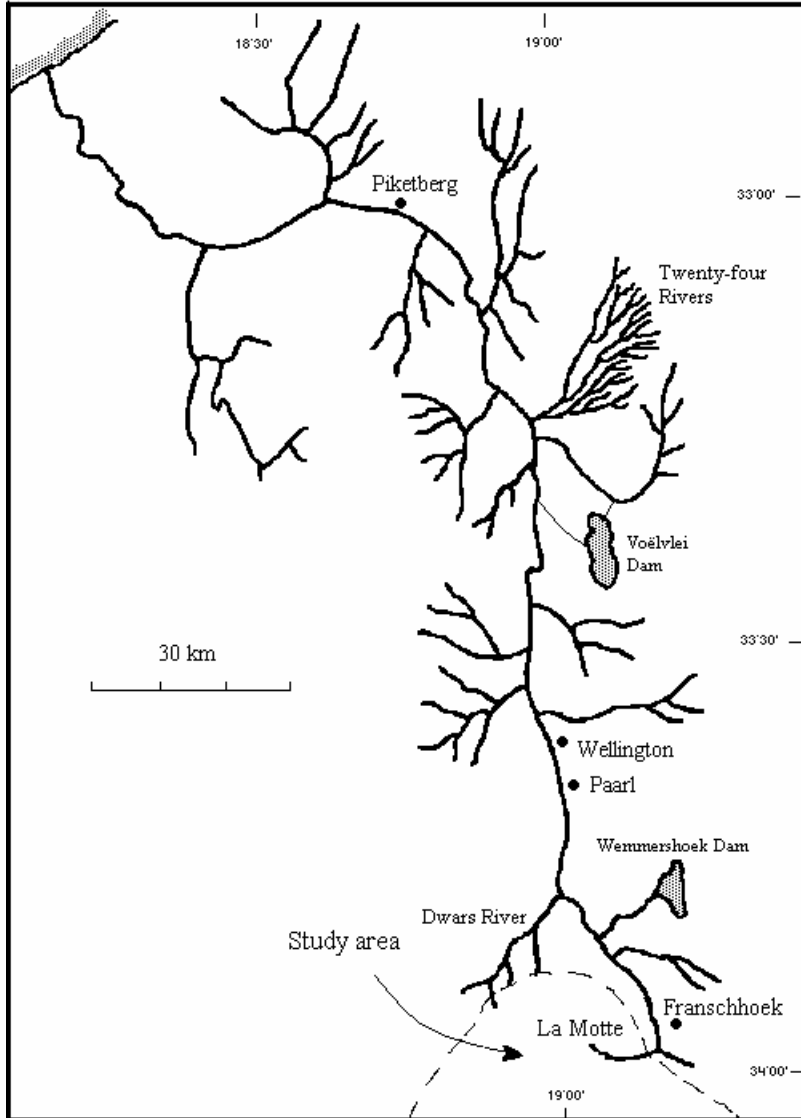 18°30'
19°00'
Piketberg
33°00'
Twenty-four
Rivers
Voëlvlei
Dam
30 km
33°30'
Wellington
Paarl
Wemmershoek Dam
Dwars River
Study area
Franschhoek
La Motte
34°00'
19°00'